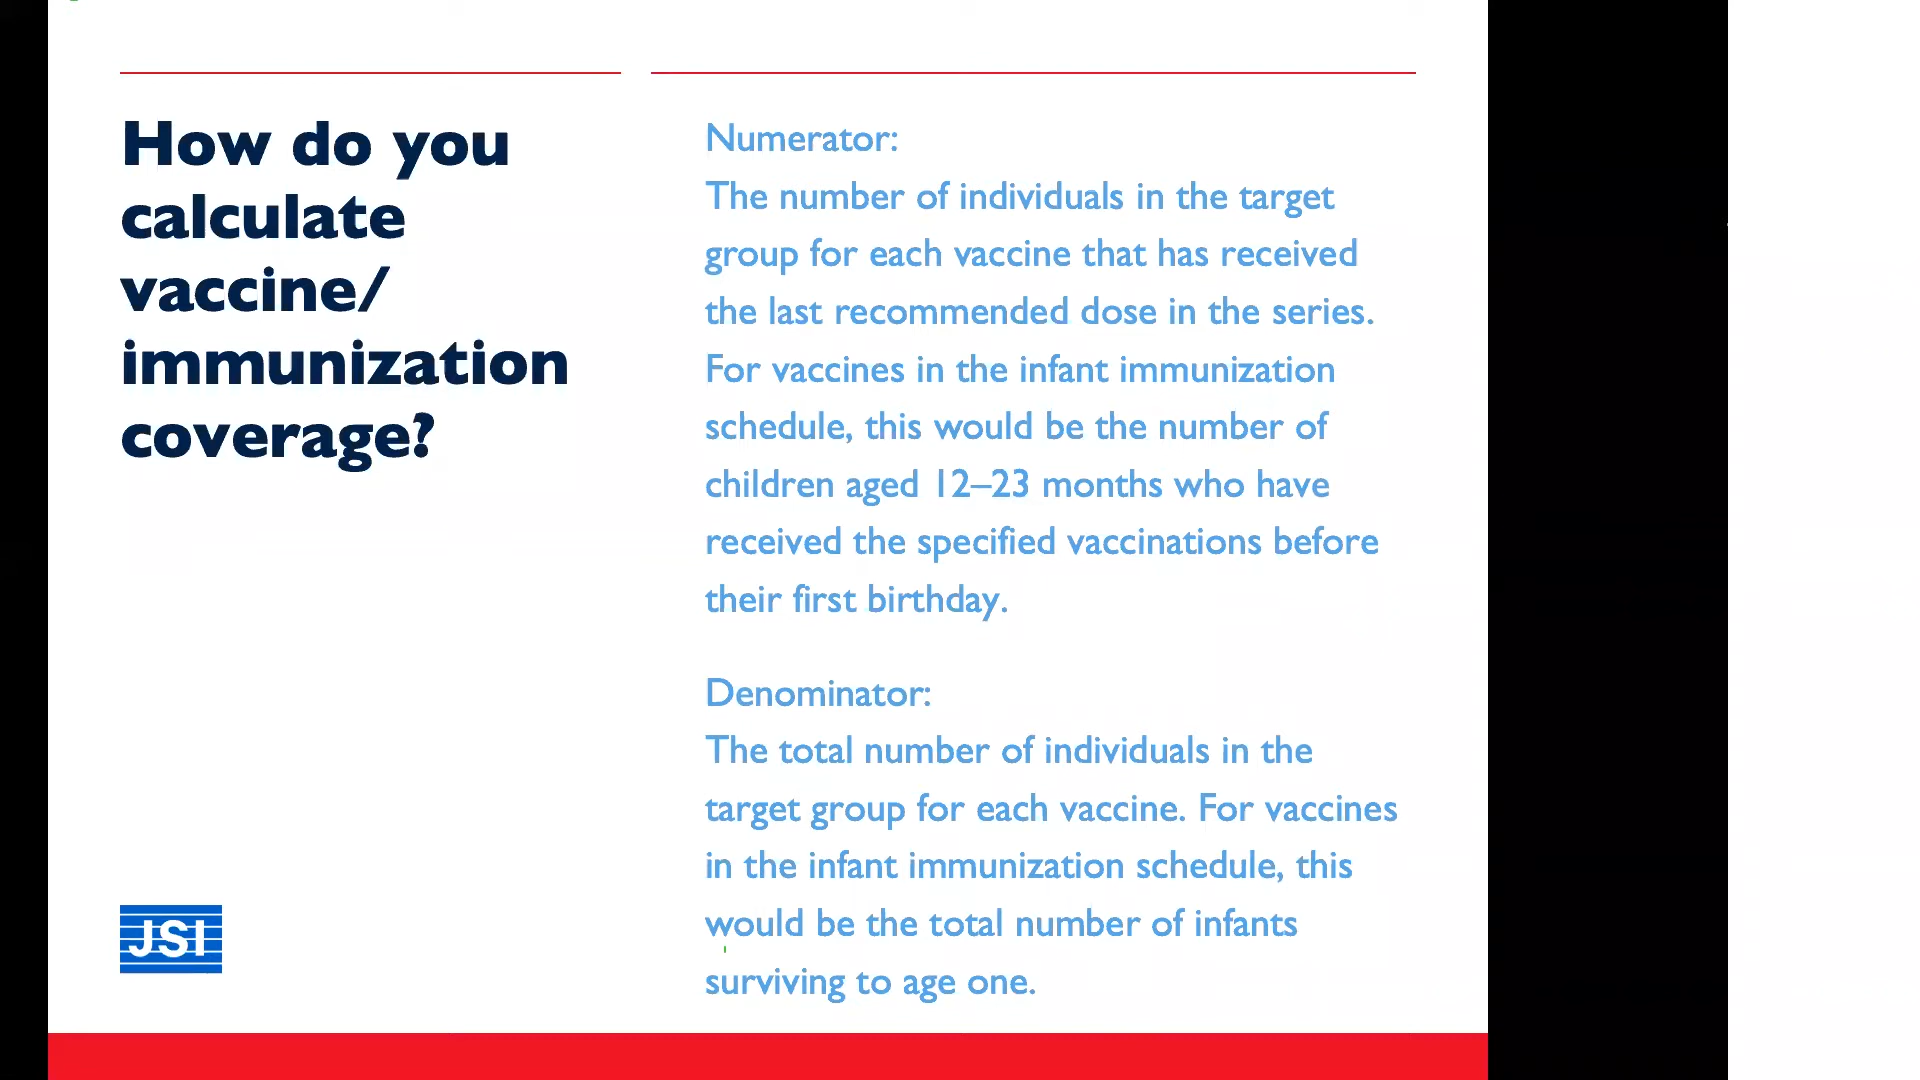 How do you
calculate
vaccine/
immunization
coverage?
Numerator:
The number of individuals in the target
group for each vaccine that has received
the last recommended dose in the series.
For vaccines in the infant immunization
schedule, this would be the number of
children aged 12–23 months who have
received the specified vaccinations before
their first birthday.
Denominator:
The total number of individuals in the
target group for each vaccine. For vaccines
in the infant immunization schedule, this
would be the total number of infants
surviving to age one.
JSI